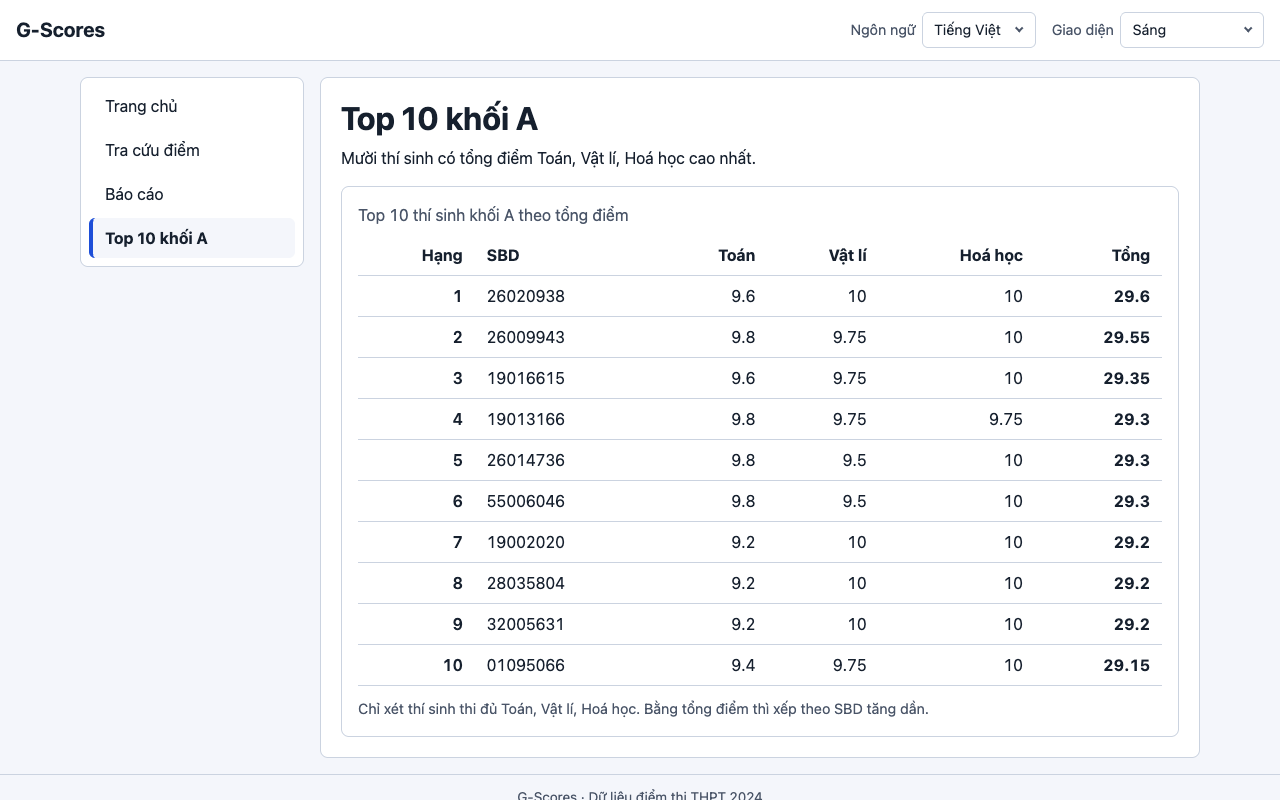 G-Scores
Ngôn ngữ Tiếng Việt Giao diện Sáng
Trang chủ
Tra cứu điểm
Báo cáo
Top 10 khối A
Top 10 khối A
Mười thí sinh có tổng điểm Toán, Vật lí, Hoá học cao nhất.
Top 10 thí sinh khối A theo tổng điểm
Hạng SBD Toán Vật lí Hoá học Tổng
1 26020938 9.6 10 10 29.6
2 26009943 9.8 9.75 10 29.55
3 19016615 9.6 9.75 10 29.35
4 19013166 9.8 9.75 9.75 29.3
5 26014736 9.8 9.5 10 29.3
6 55006046 9.8 9.5 10 29.3
7 19002020 9.2 10 10 29.2
8 28035804 9.2 10 10 29.2
9 32005631 9.2 10 10 29.2
10 01095066 9.4 9.75 10 29.15
Chỉ xét thí sinh thi đủ Toán, Vật lí, Hoá học. Bằng tổng điểm thì xếp theo SBD tăng dần.
G-Scores · Dữ liệu điểm thi THPT 2024